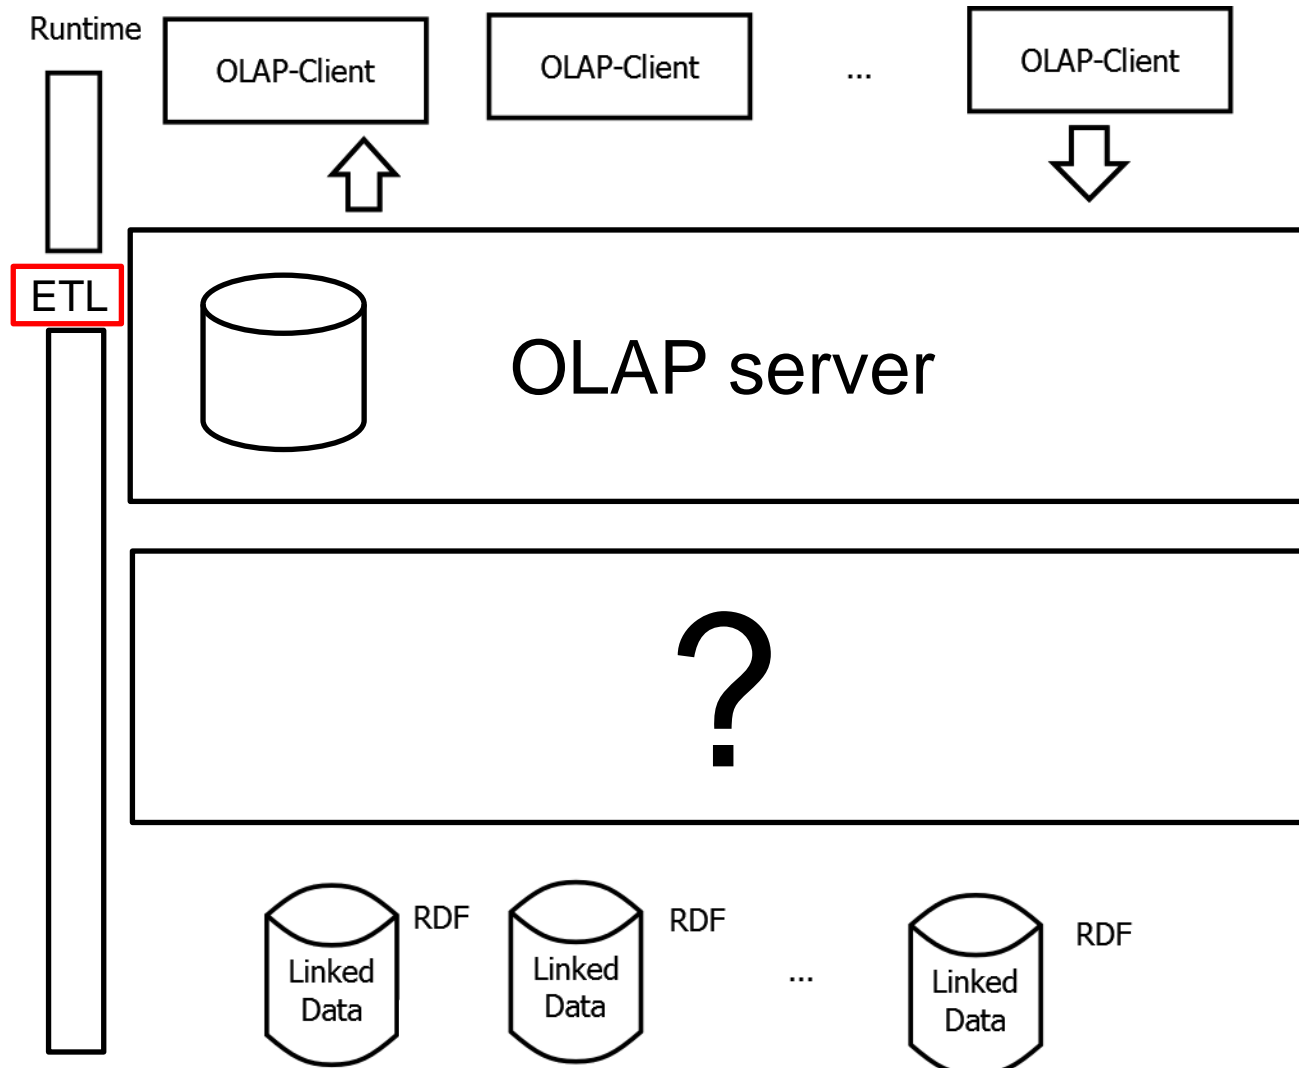 Runtime
OLAP-Client
OLAP-Client
...
OLAP-Client
ETL
OLAP server
?
RDF
RDF
RDF
Linked
Data
Linked
Data
...
Linked
Data